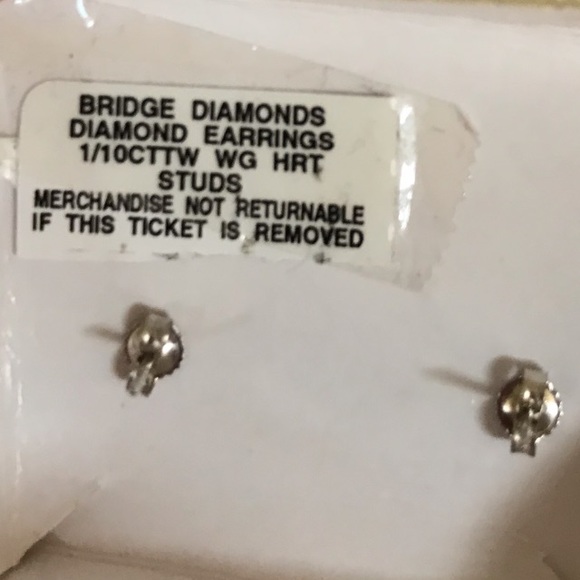 BRIDGE DIAMONDS
DIAMOND EARRINGS
1/10CTTW WG HRT
STUDS
MERCHANDISE NOT RETURNABLE
IF THIS TICKET IS REMOVED